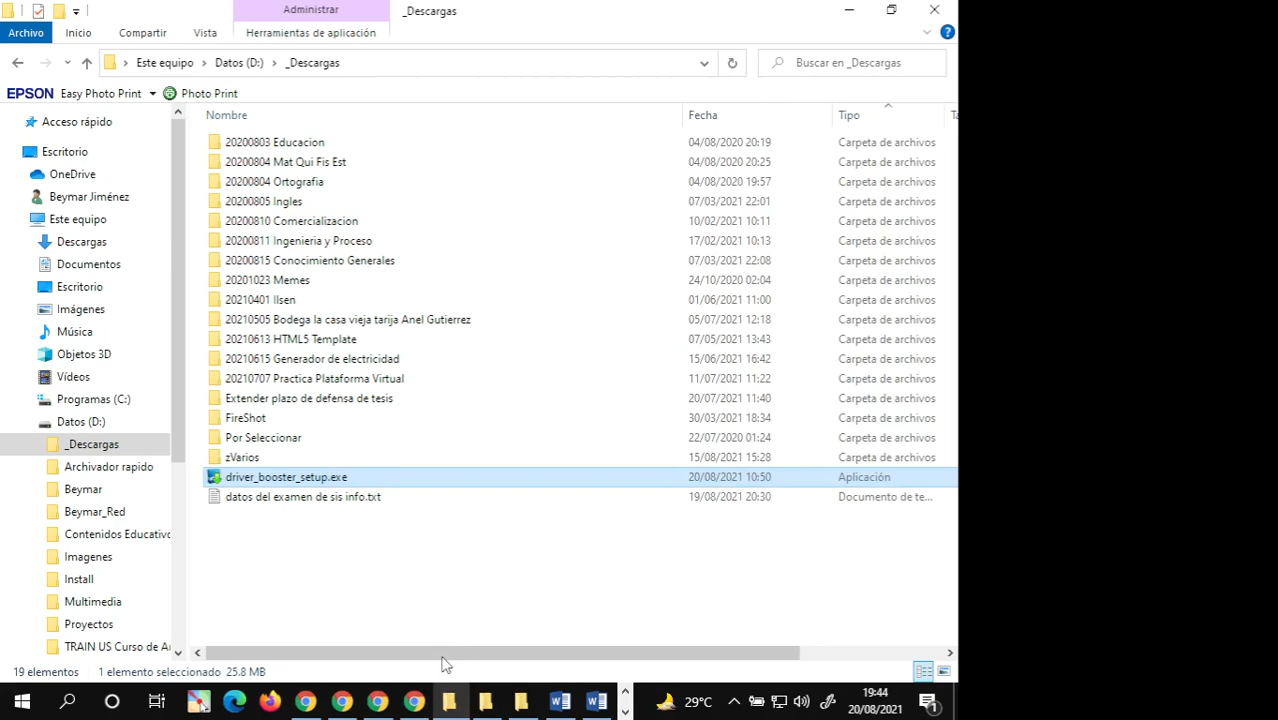 Administrar
_Descargas
Archivo
Inicio
Compartir
Vista
Herramientas de aplicación
Este equipo
Datos (D:)
_Descargas
Buscar en _Descargas
EPSON Easy Photo Print
Photo Print
Acceso rápido
Escritorio
OneDrive
Beymar Jiménez
Este equipo
Descargas
Documentos
Escritorio
Imágenes
Música
Objetos 3D
Vídeos
Programas (C:)
Datos (D:)
_Descargas
Archivador rapido
Beymar
Beymar_Red
Contenidos Educativo
Imagenes
Install
Multimedia
Proyectos
TRAIN US Curso de Ar
Nombre Fecha Tipo Ta
20200803 Educacion 04/08/2020 20:19 Carpeta de archivos
20200804 Mat Qui Fis Est 04/08/2020 20:25 Carpeta de archivos
20200804 Ortografia 04/08/2020 19:57 Carpeta de archivos
20200805 Ingles 07/03/2021 22:01 Carpeta de archivos
20200810 Comercializacion 10/02/2021 10:11 Carpeta de archivos
20200811 Ingenieria y Proceso 17/02/2021 10:13 Carpeta de archivos
20200815 Conocimiento Generales 07/03/2021 22:08 Carpeta de archivos
20201023 Memes 24/10/2020 02:04 Carpeta de archivos
20210401 Ilsen 01/06/2021 11:00 Carpeta de archivos
20210505 Bodega la casa vieja tarija Anel Gutierrez 05/07/2021 12:18 Carpeta de archivos
20210613 HTML5 Template 07/05/2021 13:43 Carpeta de archivos
20210615 Generador de electricidad 15/06/2021 16:42 Carpeta de archivos
20210707 Practica Plataforma Virtual 11/07/2021 11:22 Carpeta de archivos
Extender plazo de defensa de tesis 20/07/2021 11:40 Carpeta de archivos
FireShot 30/03/2021 18:34 Carpeta de archivos
Por Seleccionar 22/07/2020 01:24 Carpeta de archivos
zVarios 15/08/2021 15:28 Carpeta de archivos
driver_booster_setup.exe 20/08/2021 10:50 Aplicación
datos del examen de sis info.txt 19/08/2021 20:30 Documento de te...
19 elementos
1 elemento seleccionado 25.8 MB
29°C
19:44
20/08/2021
1